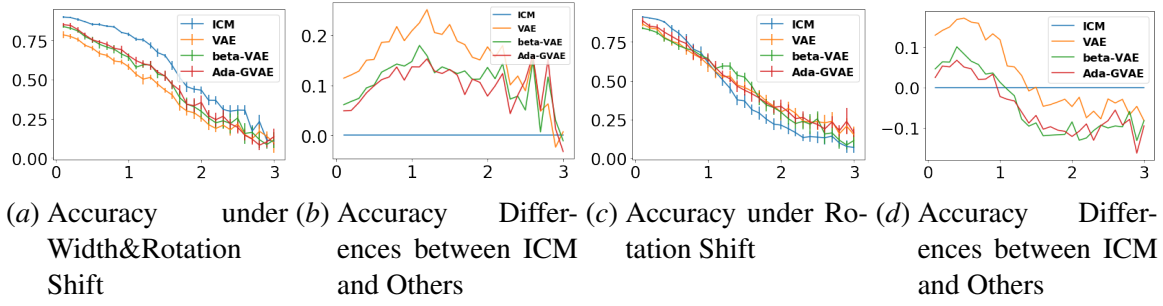 ICM
VAE
beta-VAE
Ada-GVAE
0.75
0.50
0.25
0.00
0 1 2 3
ICM
VAE
beta-VAE
Ada-GVAE
0.2
0.1
0.0
0 1 2 3
ICM
VAE
beta-VAE
Ada-GVAE
0.75
0.50
0.25
0.00
0 1 2 3
ICM
VAE
beta-VAE
Ada-GVAE
0.1
0.0
−0.1
0 1 2 3
(a) Accuracy under
Width&Rotation
Shift
(b) Accuracy Differ-
ences between ICM
and Others
(c) Accuracy under Ro-
tation Shift
(d) Accuracy Differ-
ences between ICM
and Others